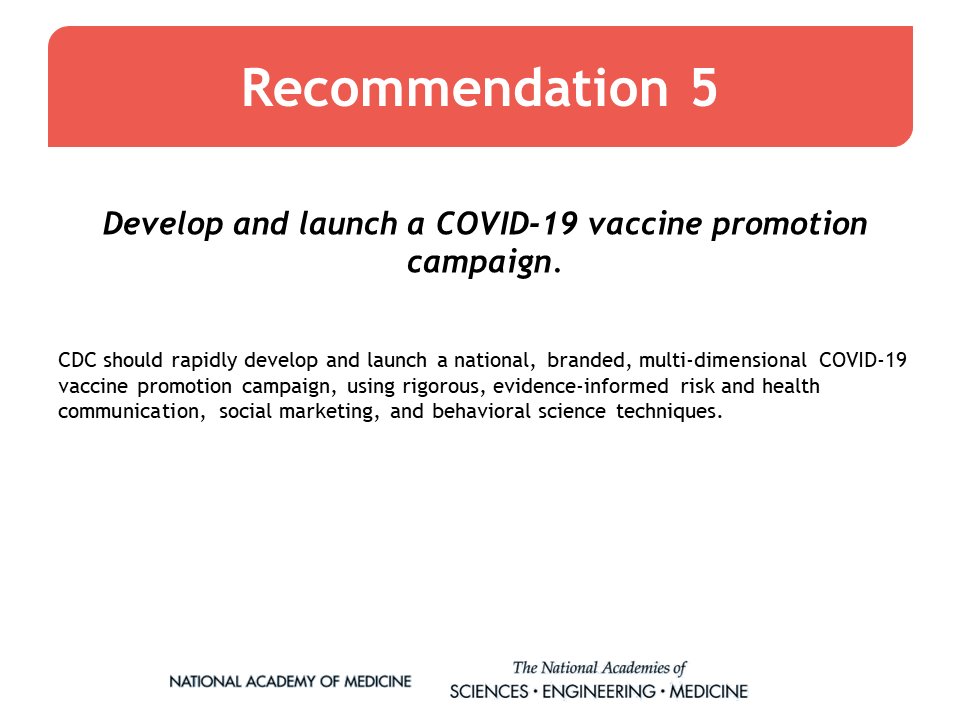 Recommendation 5
Develop and launch a COVID-19 vaccine promotion
campaign.
CDC should rapidly develop and launch a national, branded, multi-dimensional COVID-19
vaccine promotion campaign, using rigorous, evidence-informed risk and health
communication, social marketing, and behavioral science techniques.
NATIONAL ACADEMY OF MEDICINE
The National Academies of
SCIENCES • ENGINEERING • MEDICINE